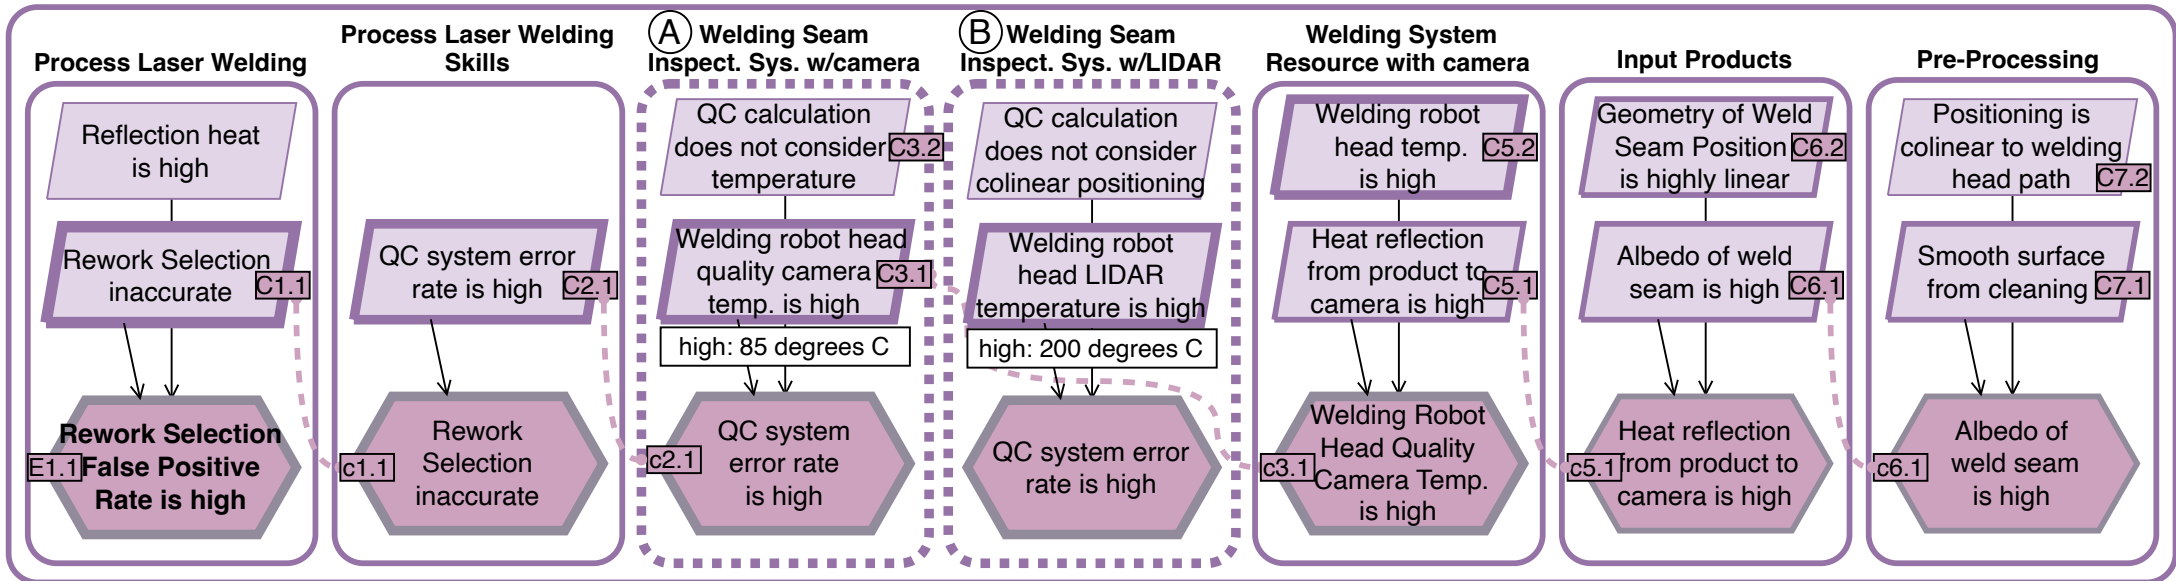 Process Laser Welding
Reflection heat
is high
Rework Selection
inaccurate
C1.1
Rework Selection
False Positive
Rate is high
E1.1
Process Laser Welding
Skills
QC system error
rate is high
C2.1
Rework
Selection
inaccurate
c1.1
A
Welding Seam
Inspect. Sys. w/camera
QC calculation
does not consider
temperature
C3.2
Welding robot head
quality camera
temp. is high
C3.1
high: 85 degrees C
QC system
error rate
is high
c2.1
B
Welding Seam
Inspect. Sys. w/LIDAR
QC calculation
does not consider
colinear positioning
Welding robot
head LIDAR
temperature is high
high: 200 degrees C
QC system error
rate is high
Welding System
Resource with camera
Welding robot
head temp.
is high
C5.2
Heat reflection
from product to
camera is high
C5.1
Welding Robot
Head Quality
Camera Temp.
is high
c3.1
Input Products
Geometry of Weld
Seam Position
is highly linear
C6.2
Albedo of weld
seam is high
C6.1
Heat reflection
from product to
camera is high
c5.1
Pre-Processing
Positioning is
colinear to welding
head path
C7.2
Smooth surface
from cleaning
C7.1
Albedo of
weld seam
is high
c6.1